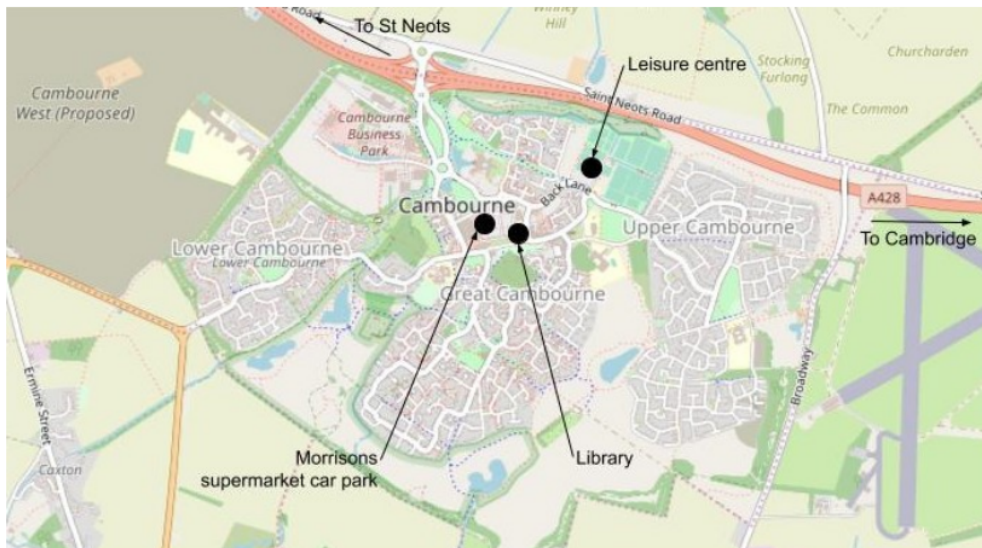 Road
To St Neots
Winney
Hill
Churcharden
Leisure centre
Stocking
Furlong
Saint Neots Road
The Common
Cambourne
West (Proposed)
Cambourne
Business
Park
Back Lane
A428
Cambourne
Upper Cambourne
To Cambridge
Lower Cambourne
Lower Cambourne
Great Cambourne
Broadway
Ermine Street
Caxton
Morrisons
supermarket car park
Library